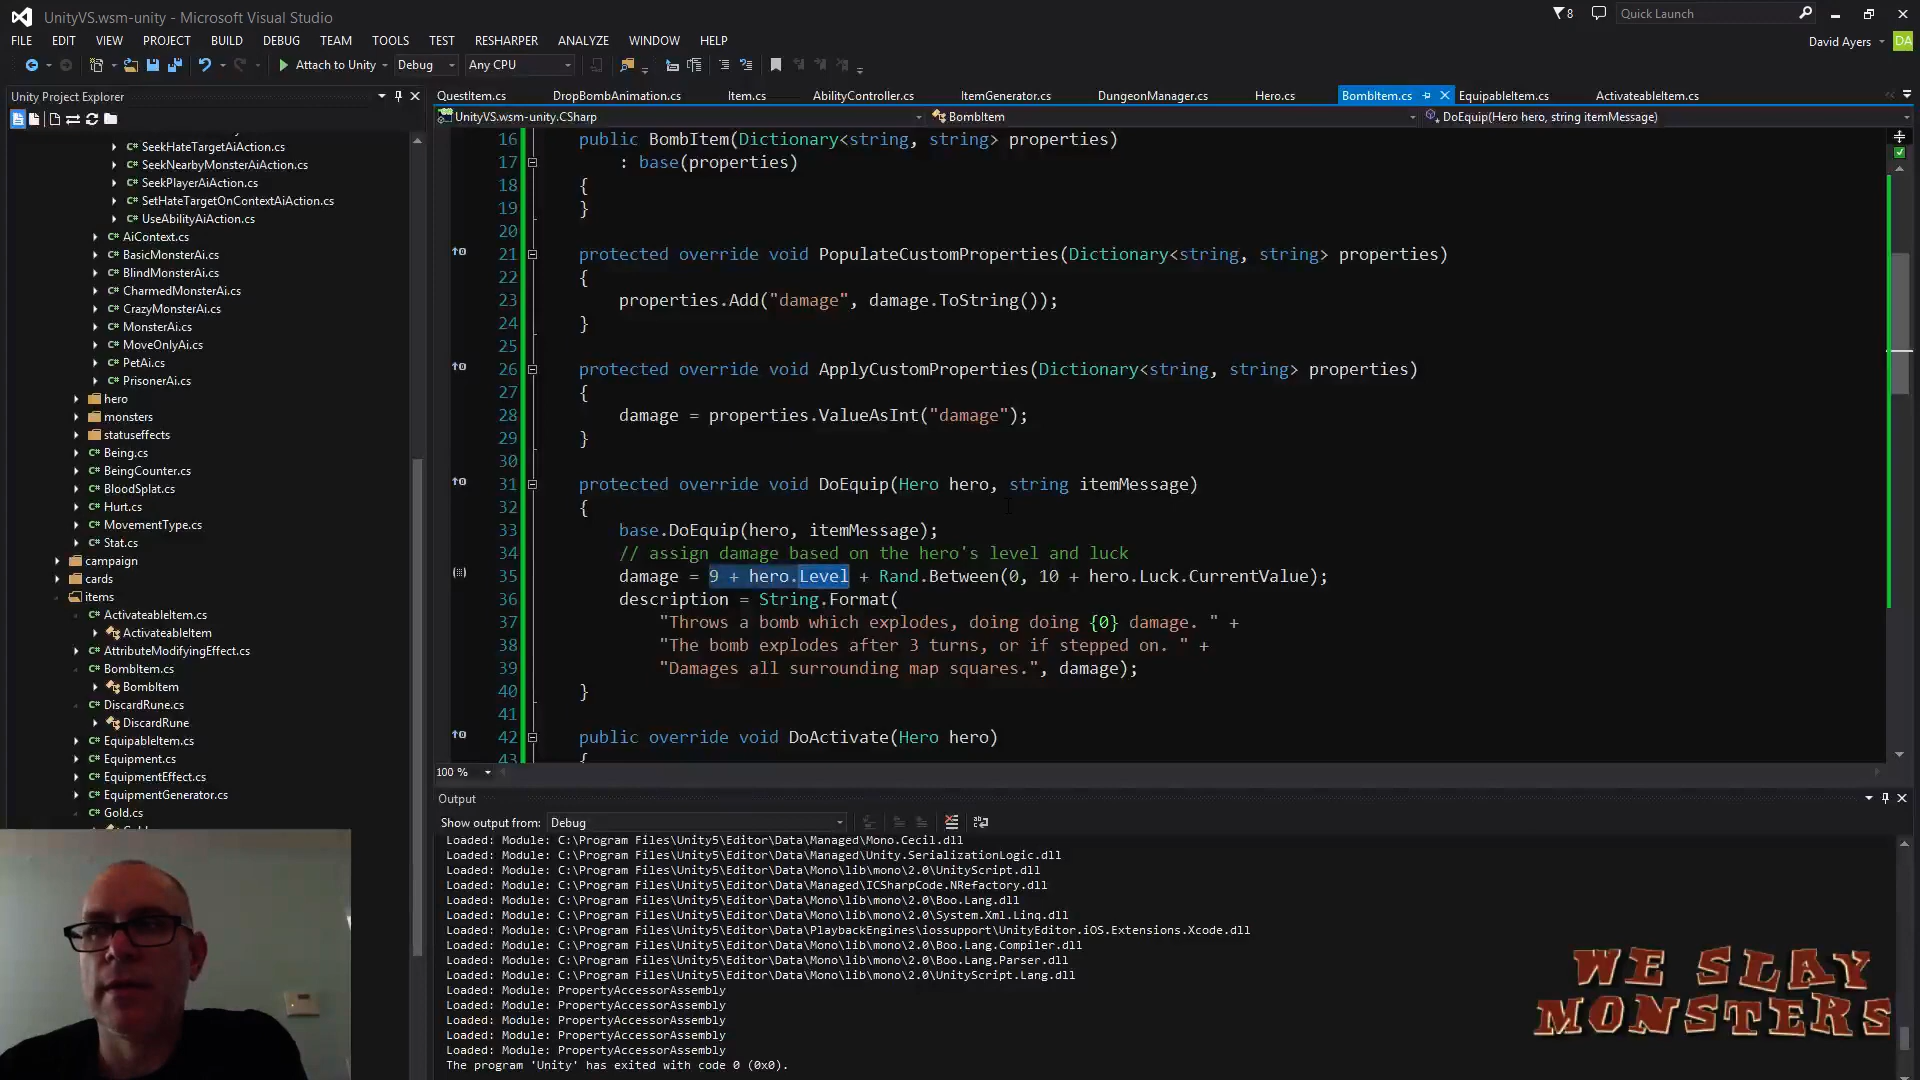 UnityVS.wsm-unity - Microsoft Visual Studio
8
Quick Launch
FILE EDIT VIEW PROJECT BUILD DEBUG TEAM TOOLS TEST RESHARPER ANALYZE WINDOW HELP
David Ayers
DA
Attach to Unity
Debug
Any CPU
Unity Project Explorer
QuestItem.cs DropBombAnimation.cs Item.cs AbilityController.cs ItemGenerator.cs DungeonManager.cs Hero.cs BombItem.cs EquipableItem.cs ActivateableItem.cs
UnityVS.wsm-unity.CSharp
BombItem
DoEquip(Hero hero, string itemMessage)
SeekHateTargetAiAction.cs
SeekNearbyMonsterAiAction.cs
SeekPlayerAiAction.cs
SetHateTargetOnContextAiAction.cs
UseAbilityAiAction.cs
AiContext.cs
BasicMonsterAi.cs
BlindMonsterAi.cs
CharmedMonsterAi.cs
CrazyMonsterAi.cs
MonsterAi.cs
MoveOnlyAi.cs
PetAi.cs
PrisonerAi.cs
hero
monsters
statuseffects
Being.cs
BeingCounter.cs
BloodSplat.cs
Hurt.cs
MovementType.cs
Stat.cs
campaign
cards
items
ActivateableItem.cs
ActivateableItem
AttributeModifyingEffect.cs
BombItem.cs
BombItem
DiscardRune.cs
DiscardRune
EquipableItem.cs
Equipment.cs
EquipmentEffect.cs
EquipmentGenerator.cs
Gold.cs
16 public BombItem(Dictionary<string, string> properties)
17 : base(properties)
18 {
19 }
20
21 protected override void PopulateCustomProperties(Dictionary<string, string> properties)
22 {
23 properties.Add("damage", damage.ToString());
24 }
25
26 protected override void ApplyCustomProperties(Dictionary<string, string> properties)
27 {
28 damage = properties.ValueAsInt("damage");
29 }
30
31 protected override void DoEquip(Hero hero, string itemMessage)
32 {
33 base.DoEquip(hero, itemMessage);
34 // assign damage based on the hero's level and luck
35 damage = 9 + hero.Level + Rand.Between(0, 10 + hero.Luck.CurrentValue);
36 description = String.Format(
37 "Throws a bomb which explodes, doing doing {0} damage. " +
38 "The bomb explodes after 3 turns, or if stepped on. " +
39 "Damages all surrounding map squares.", damage);
40 }
41
42 public override void DoActivate(Hero hero)
43 {
100 %
Output
Show output from: Debug
Loaded: Module: C:\Program Files\Unity5\Editor\Data\Managed\Mono.Cecil.dll
Loaded: Module: C:\Program Files\Unity5\Editor\Data\Managed\Unity.SerializationLogic.dll
Loaded: Module: C:\Program Files\Unity5\Editor\Data\Mono\lib\mono\2.0\UnityScript.dll
Loaded: Module: C:\Program Files\Unity5\Editor\Data\Managed\ICSharpCode.NRefactory.dll
Loaded: Module: C:\Program Files\Unity5\Editor\Data\Mono\lib\mono\2.0\Boo.Lang.dll
Loaded: Module: C:\Program Files\Unity5\Editor\Data\Mono\lib\mono\2.0\System.Xml.Linq.dll
Loaded: Module: C:\Program Files\Unity5\Editor\Data\PlaybackEngines\iossupport\UnityEditor.iOS.Extensions.Xcode.dll
Loaded: Module: C:\Program Files\Unity5\Editor\Data\Mono\lib\mono\2.0\Boo.Lang.Compiler.dll
Loaded: Module: C:\Program Files\Unity5\Editor\Data\Mono\lib\mono\2.0\Boo.Lang.Parser.dll
Loaded: Module: C:\Program Files\Unity5\Editor\Data\Mono\lib\mono\2.0\UnityScript.Lang.dll
Loaded: Module: PropertyAccessorAssembly
Loaded: Module: PropertyAccessorAssembly
Loaded: Module: PropertyAccessorAssembly
Loaded: Module: PropertyAccessorAssembly
Loaded: Module: PropertyAccessorAssembly
The program 'Unity' has exited with code 0 (0x0).
WE SLAY
MONSTERS